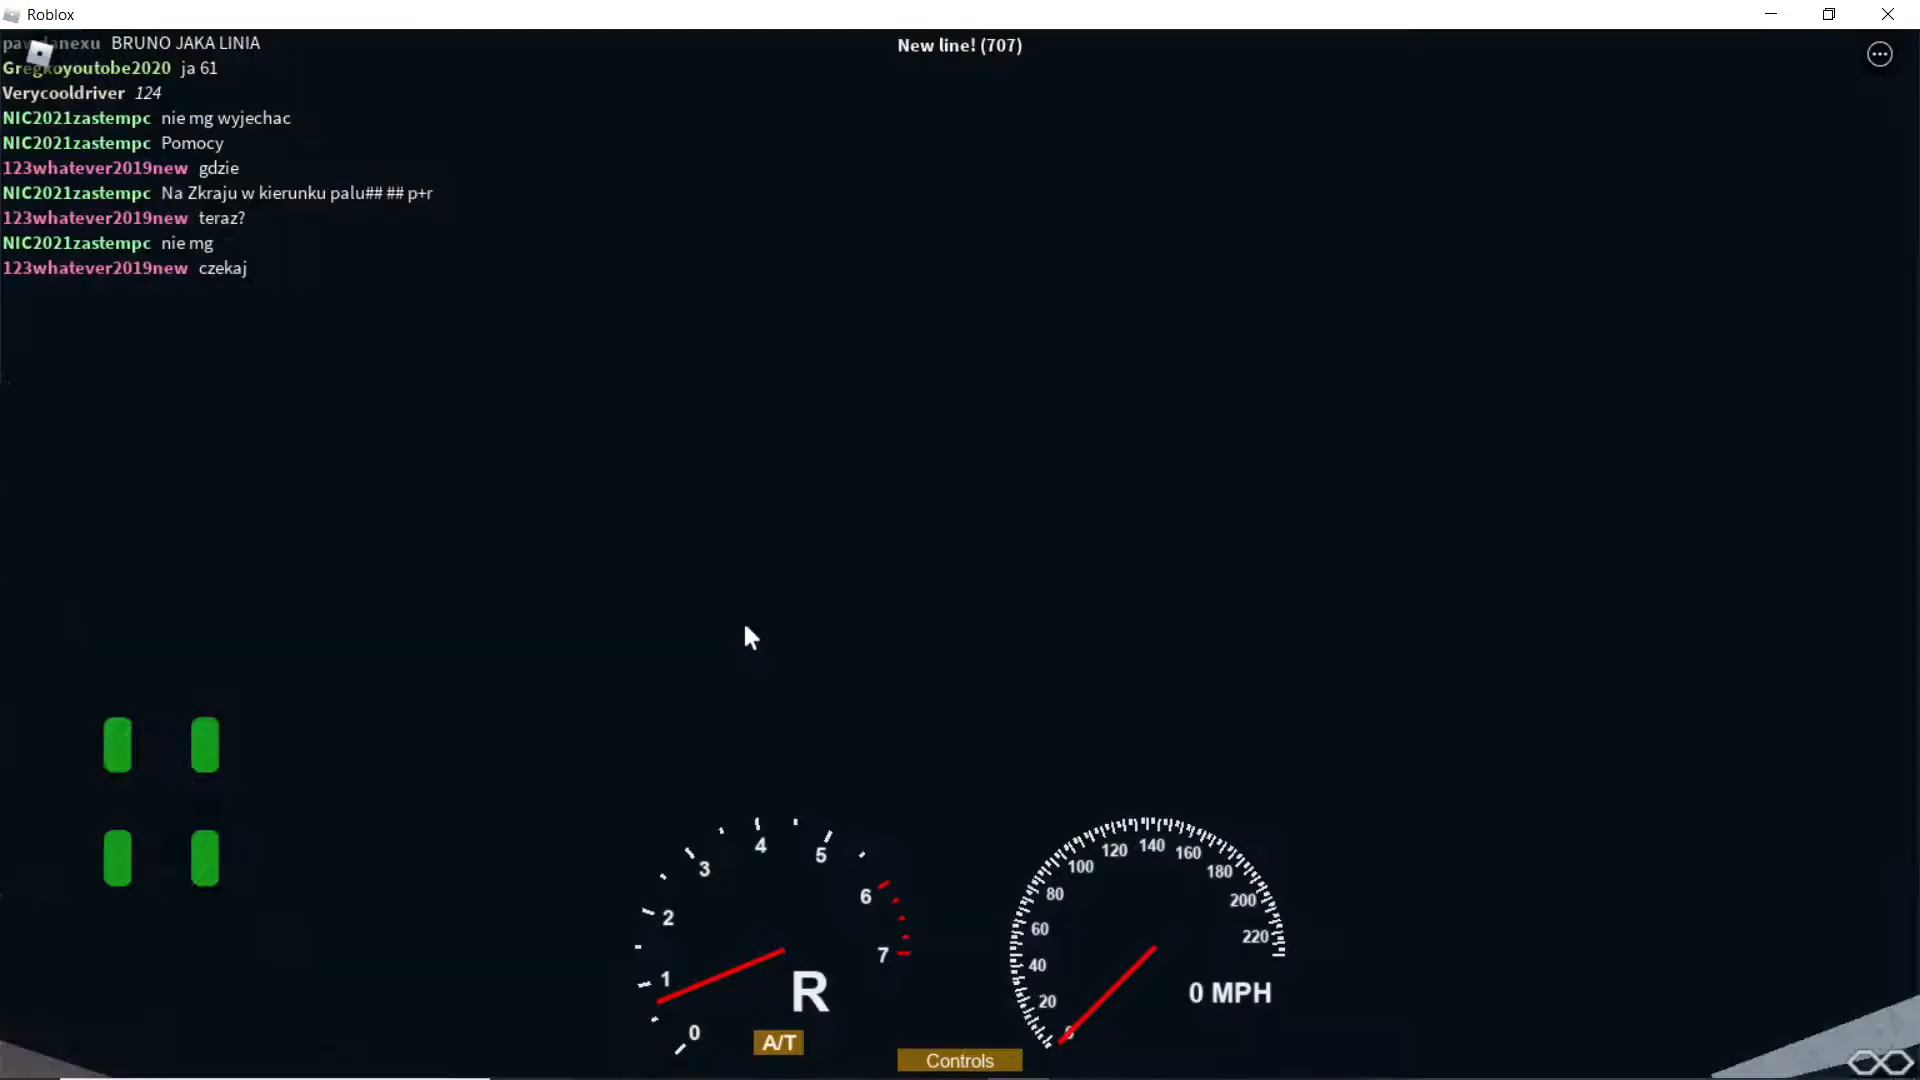 Roblox
BRUNO JAKA LINIA
Gregkoyoutobe2020 ja 61
Verycooldriver 124
NIC2021zastempc nie mg wyjechac
NIC2021zastempc Pomocy
123whatever2019new gdzie
NIC2021zastempc Na Zkraju w kierunku palu## ## p+r
123whatever2019new teraz?
NIC2021zastempc nie mg
123whatever2019new czekaj
New line! (707)
0 1 2 3 4 5 6 7
R
A/T
0 20 40 60 80 100 120 140 160 180 200 220
0 MPH
Controls